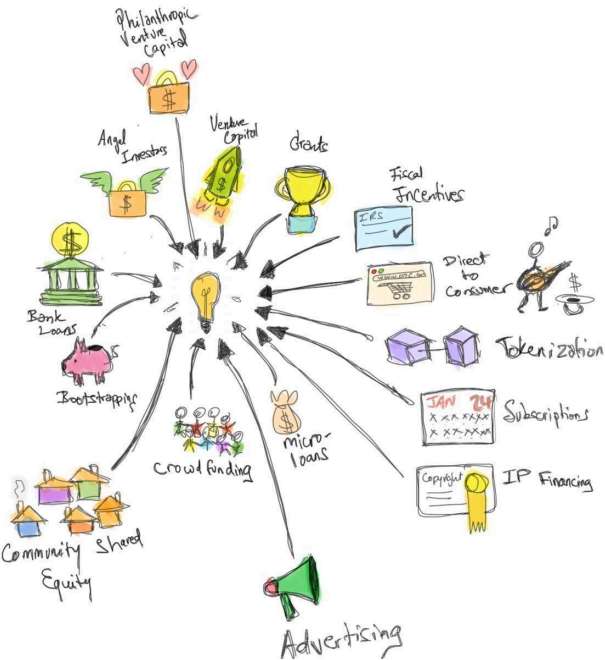 Philanthropic
Venture
Capital
$
Angel
Investors
$
Venture
Capital
$
Grants
Fiscal
Incentives
IRS
Direct
to
Consumer
$
$
Bank
Loans
Bootstrapping
Tokenization
JAN 24
Subscriptions
Copyright
IP Financing
Crowdfunding
$
micro-
loans
Community Shared
Equity
Advertising